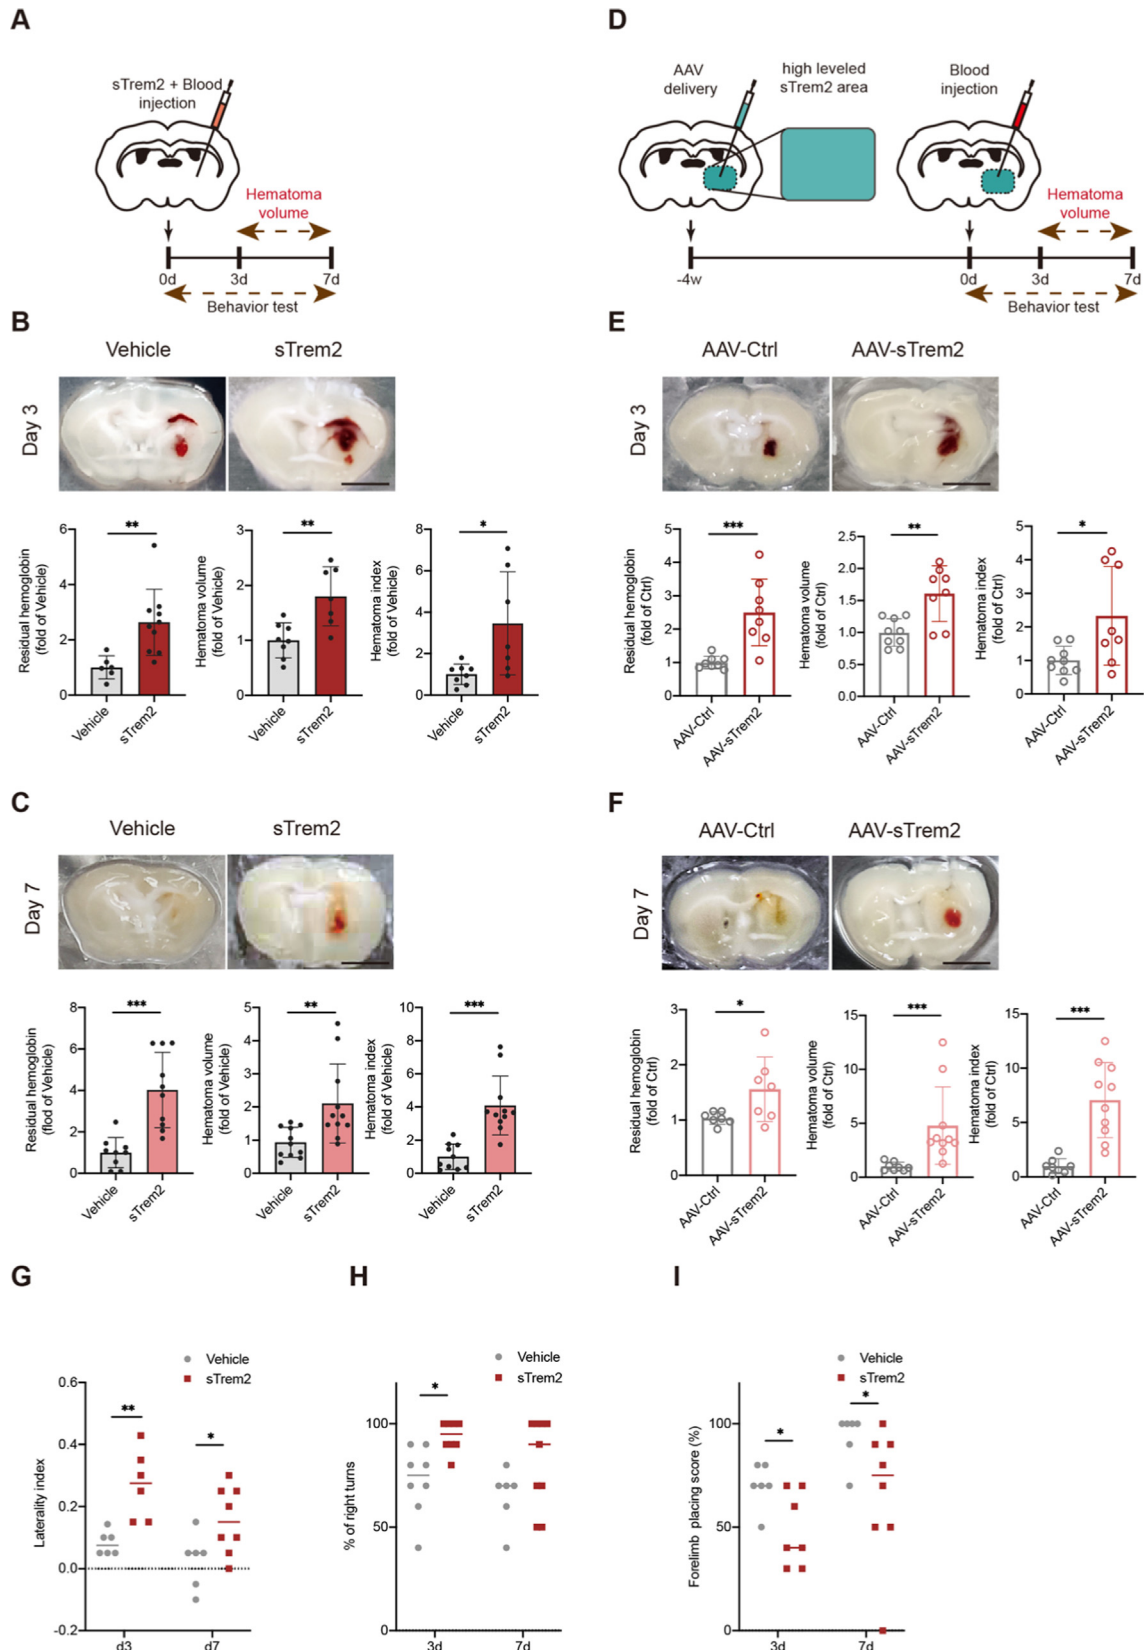 A
sTrem2 + Blood
injection
Hematoma
volume
0d
3d
7d
Behavior test
D
AAV
delivery
high leveled
sTrem2 area
Blood
injection
Hematoma
volume
-4w
0d
3d
7d
Behavior test
B
Vehicle
sTrem2
Day 3
Residual hemoglobin
(fold of Vehicle)
6
4
2
0
**
Vehicle
sTrem2
Hematoma volume
(fold of Vehicle)
3
2
1
0
**
Vehicle
sTrem2
Hematoma index
(fold of Vehicle)
8
6
4
2
0
*
Vehicle
sTrem2
E
AAV-Ctrl
AAV-sTrem2
Day 3
Residual hemoglobin
(fold of Ctrl)
5
4
3
2
1
0
***
AAV-Ctrl
AAV-sTrem2
Hematoma volume
(fold of Ctrl)
2.5
2.0
1.5
1.0
0.5
0.0
**
AAV-Ctrl
AAV-sTrem2
Hematoma index
(fold of Ctrl)
5
4
3
2
1
0
*
AAV-Ctrl
AAV-sTrem2
C
Vehicle
sTrem2
Day 7
Residual hemoglobin
(flod of Vehicle)
8
6
4
2
0
***
Vehicle
sTrem2
Hematoma volume
(fold of Vehicle)
5
4
3
2
1
0
**
Vehicle
sTrem2
Hematoma index
(fold of Vehicle)
10
8
6
4
2
0
***
Vehicle
sTrem2
F
AAV-Ctrl
AAV-sTrem2
Day 7
Residual hemoglobin
(fold of Ctrl)
3
2
1
0
*
AAV-Ctrl
AAV-sTrem2
Hematoma volume
(fold of Ctrl)
15
10
5
0
***
AAV-Ctrl
AAV-sTrem2
Hematoma index
(fold of Ctrl)
15
10
5
0
***
AAV-Ctrl
AAV-sTrem2
G
Vehicle
sTrem2
Laterality index
0.6
0.4
0.2
0.0
-0.2
**
*
d3
d7
H
Vehicle
sTrem2
% of right turns
100
50
0
*
3d
7d
I
Vehicle
sTrem2
Forelimb placing score (%)
100
50
0
*
*
3d
7d